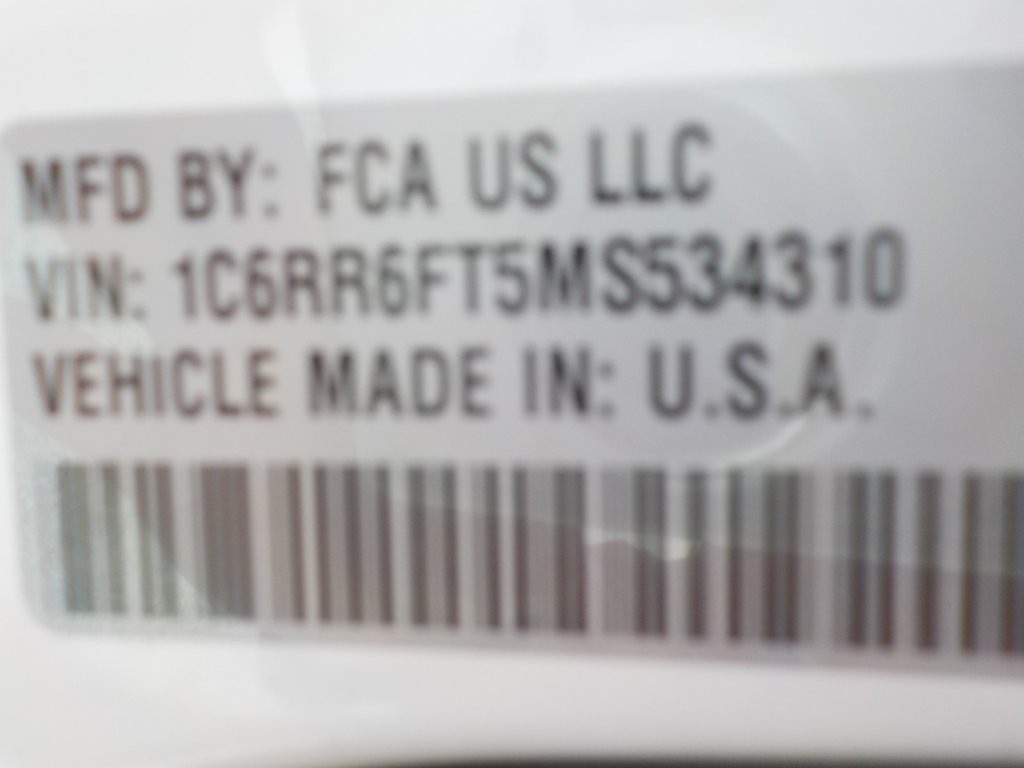 MFD BY: FCA US LLC
VIN: 1C6RR6FT5MS534310
VEHICLE MADE IN: U.S.A.